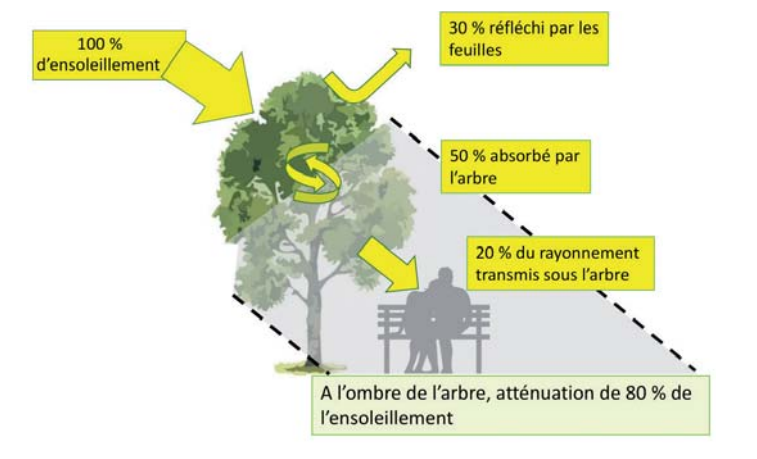 100 %
d'ensoleillement
30 % réfléchi par les
feuilles
50 % absorbé par
l'arbre
20 % du rayonnement
transmis sous l'arbre
A l'ombre de l'arbre, atténuation de 80 % de
l'ensoleillement